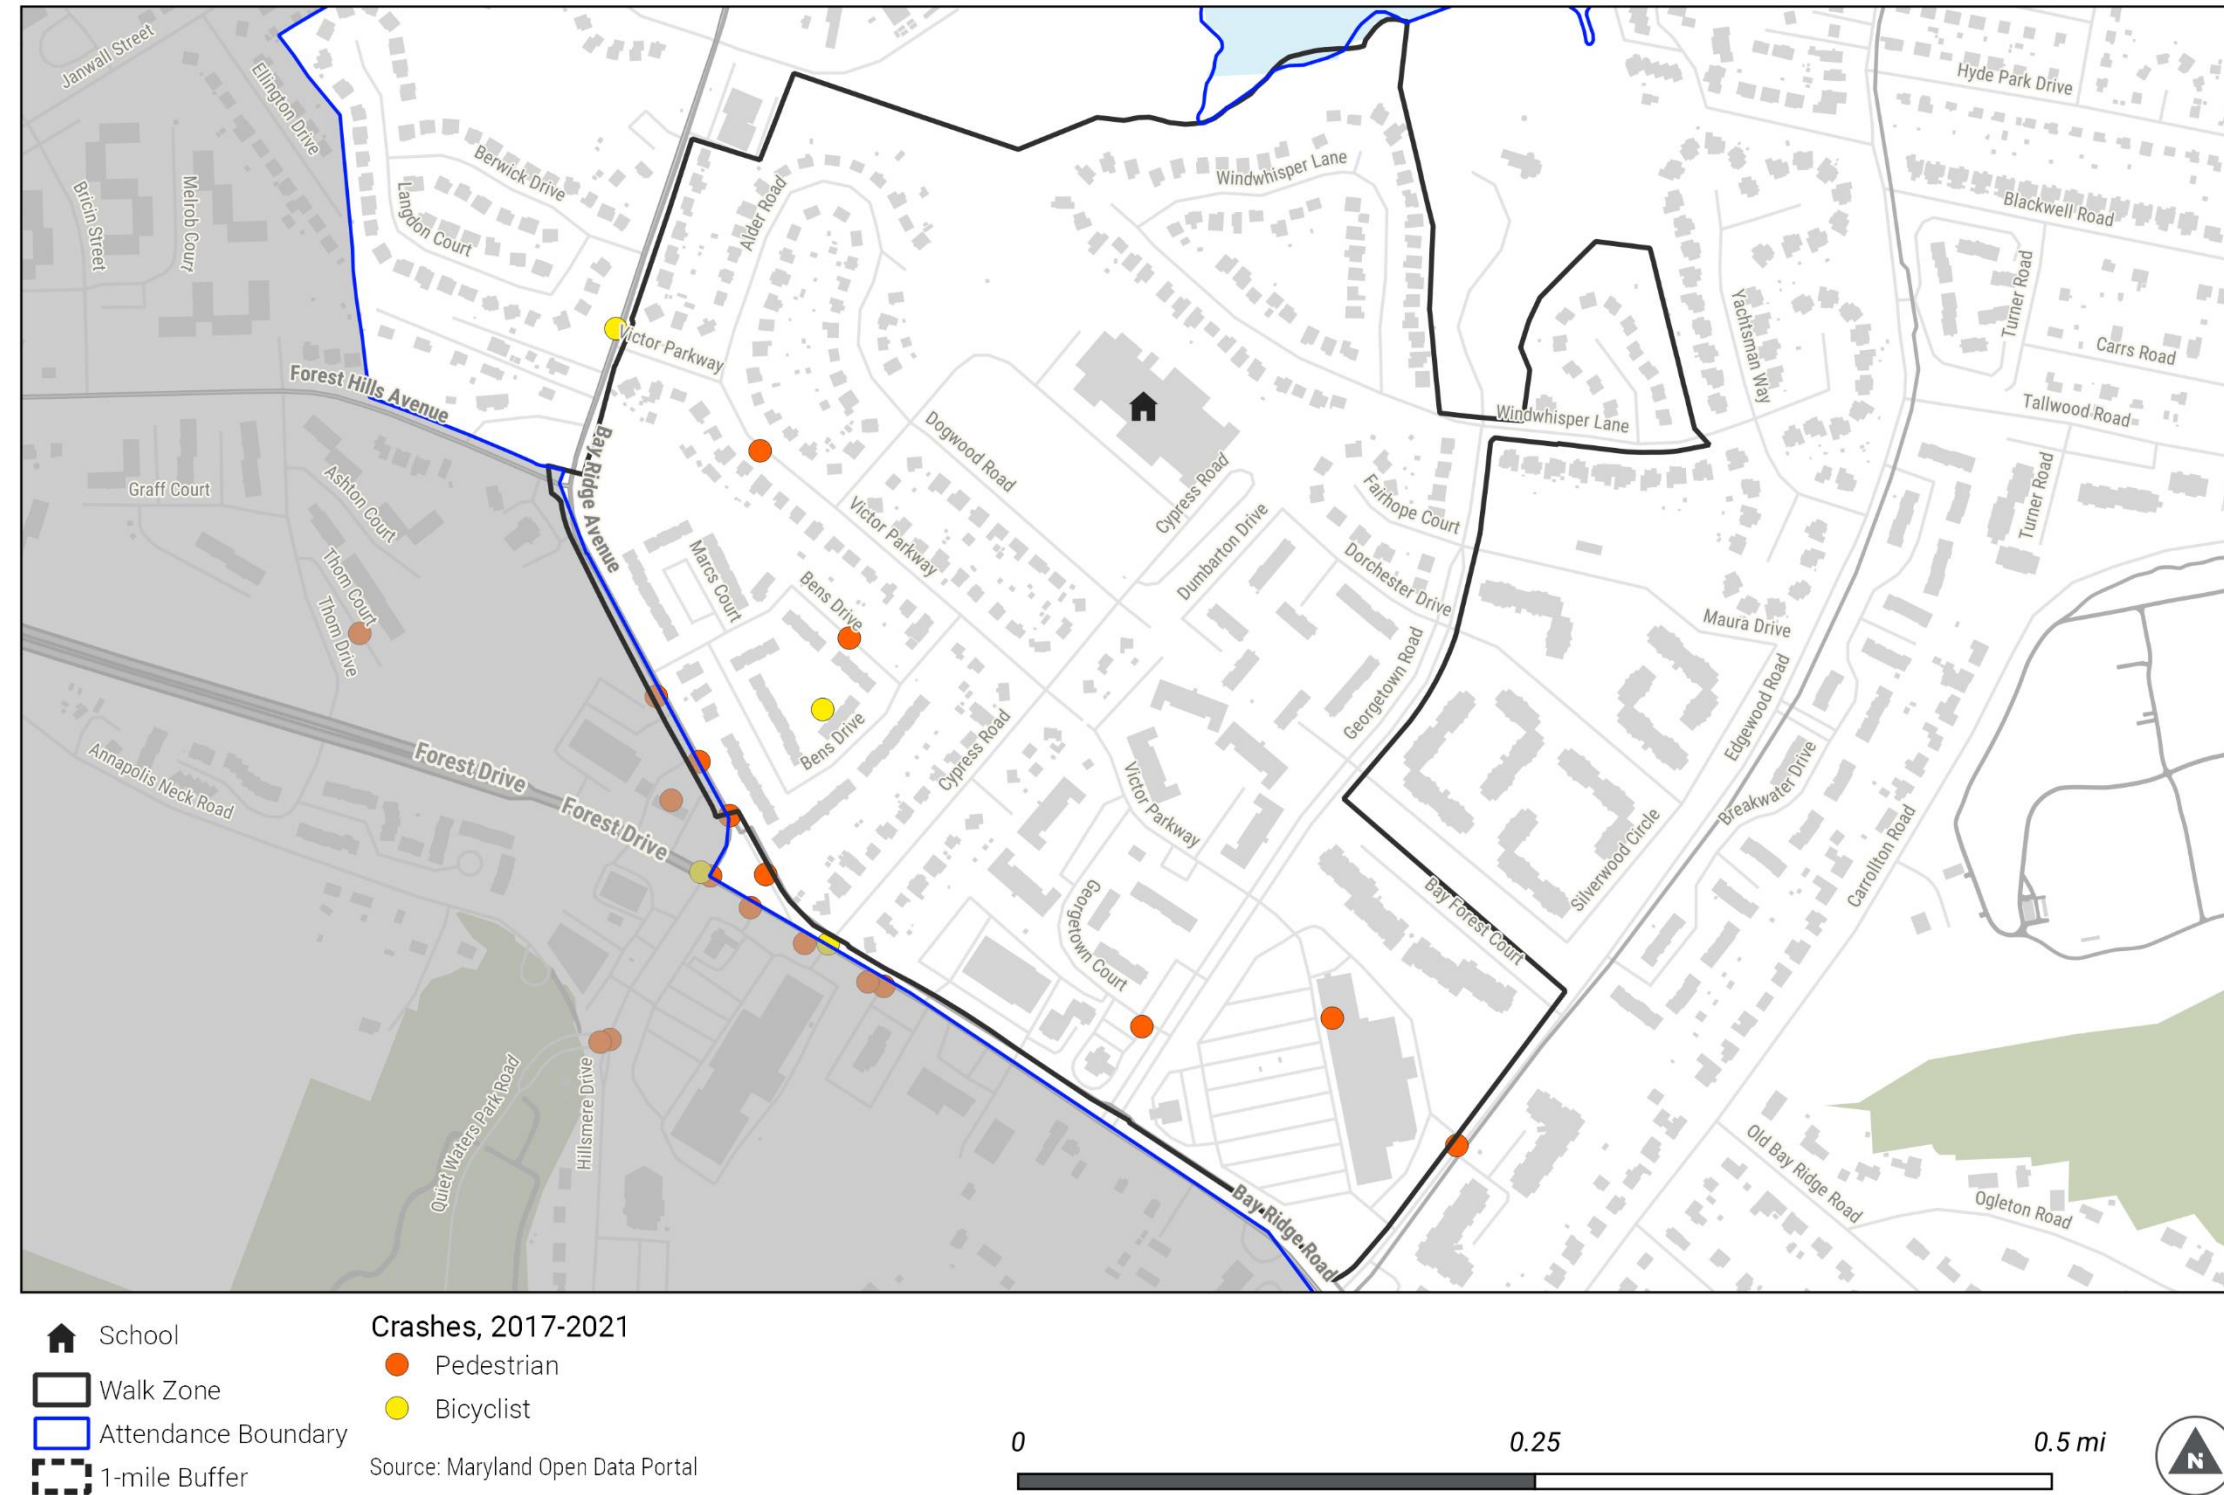 Janwall Street
Ellington Drive
Bricin Street
Melrob Court
Berwick Drive
Langdon Court
Alder Road
Windwhisper Lane
Hyde Park Drive
Blackwell Road
Turner Road
Carrs Road
Tallwood Road
Yachtsman Way
Victor Parkway
Forest Hills Avenue
Bay Ridge Avenue
Windwhisper Lane
Dogwood Road
Cypress Road
Fairhope Court
Turner Road
Graff Court
Ashton Court
Victor Parkway
Dumbarton Drive
Dorchester Drive
Marcs Court
Bens Drive
Thom Court
Thom Drive
Maura Drive
Georgetown Road
Edgewood Road
Bens Drive
Cypress Road
Forest Drive
Annapolis Neck Road
Forest Drive
Victor Parkway
Breakwater Drive
Silverwood Circle
Carrollton Road
Georgetown Court
Bay Forest Court
Quiet Waters Park Road
Hillsmere Drive
Old Bay Ridge Road
Ogleton Road
Bay Ridge Road
School
Walk Zone
Attendance Boundary
1-mile Buffer
Crashes, 2017-2021
Pedestrian
Bicyclist
Source: Maryland Open Data Portal
0
0.25
0.5 mi
N